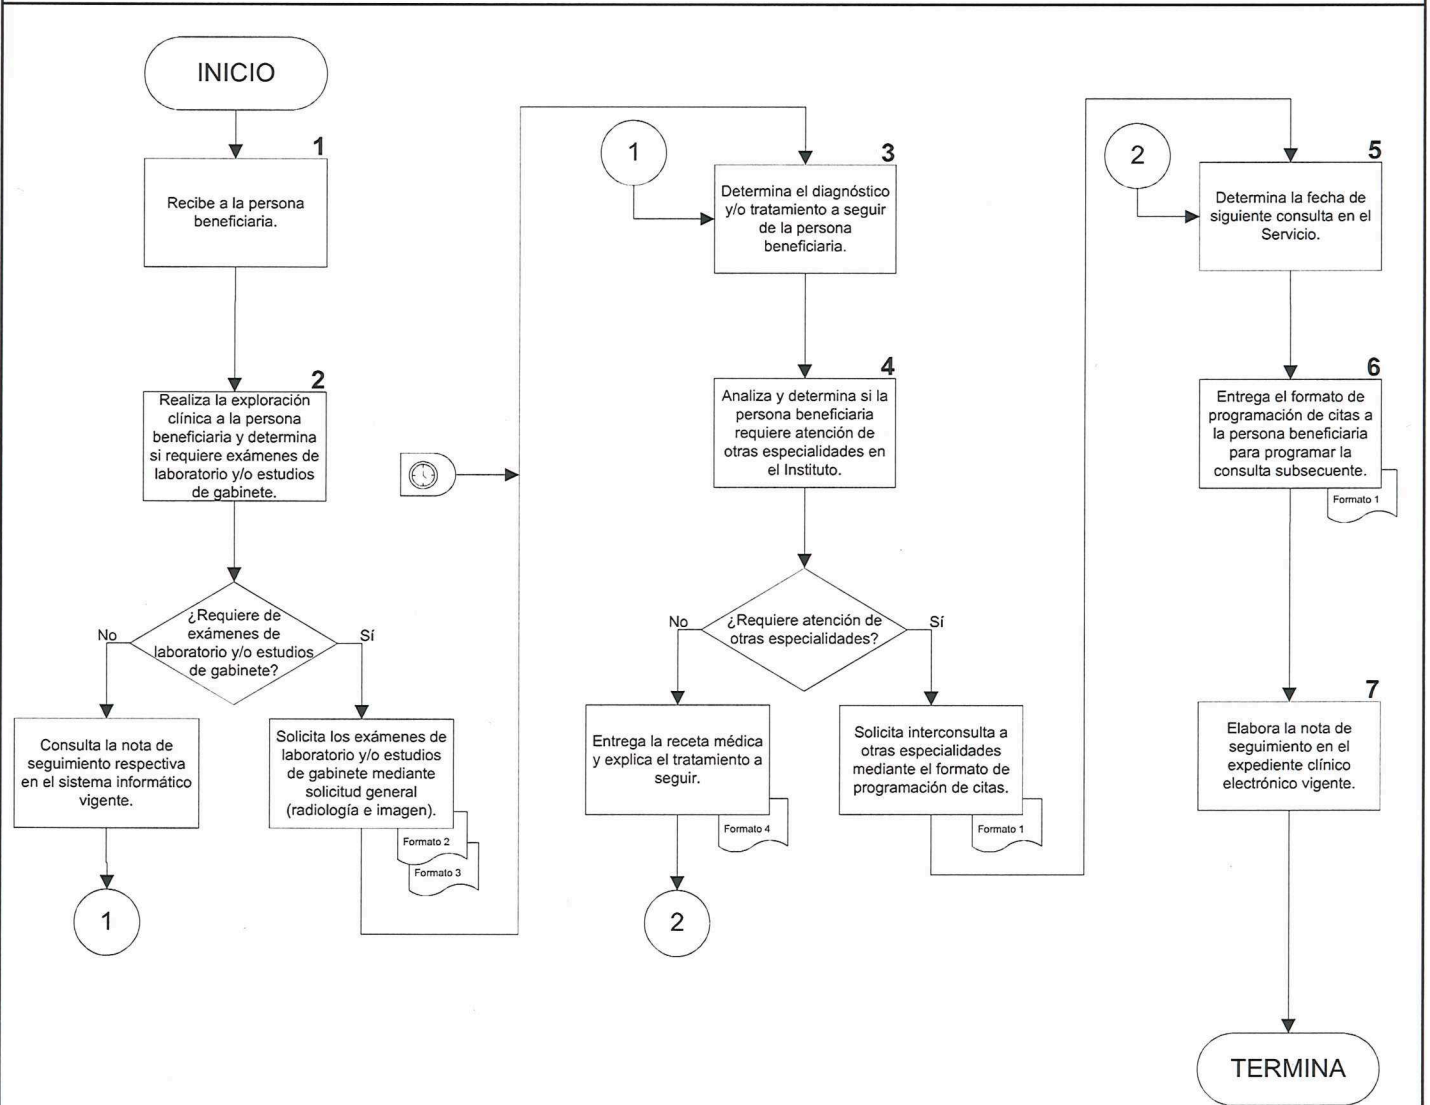 INICIO
1
Recibe a la persona
beneficiaria.
2
Realiza la exploración
clínica a la persona
beneficiaria y determina
si requiere exámenes de
laboratorio y/o estudios
de gabinete.
¿Requiere de
exámenes de
laboratorio y/o estudios
de gabinete?
No
Sí
Consulta la nota de
seguimiento respectiva
en el sistema informático
vigente.
1
Solicita los exámenes de
laboratorio y/o estudios
de gabinete mediante
solicitud general
(radiología e imagen).
Formato 2
Formato 3
1
3
Determina el diagnóstico
y/o tratamiento a seguir
de la persona
beneficiaria.
4
Analiza y determina si la
persona beneficiaria
requiere atención de
otras especialidades en
el Instituto.
¿Requiere atención de
otras especialidades?
No
Sí
Entrega la receta médica
y explica el tratamiento a
seguir.
Formato 4
2
Solicita interconsulta a
otras especialidades
mediante el formato de
programación de citas.
Formato 1
2
5
Determina la fecha de
siguiente consulta en el
Servicio.
6
Entrega el formato de
programación de citas a
la persona beneficiaria
para programar la
consulta subsecuente.
Formato 1
7
Elabora la nota de
seguimiento en el
expediente clínico
electrónico vigente.
TERMINA